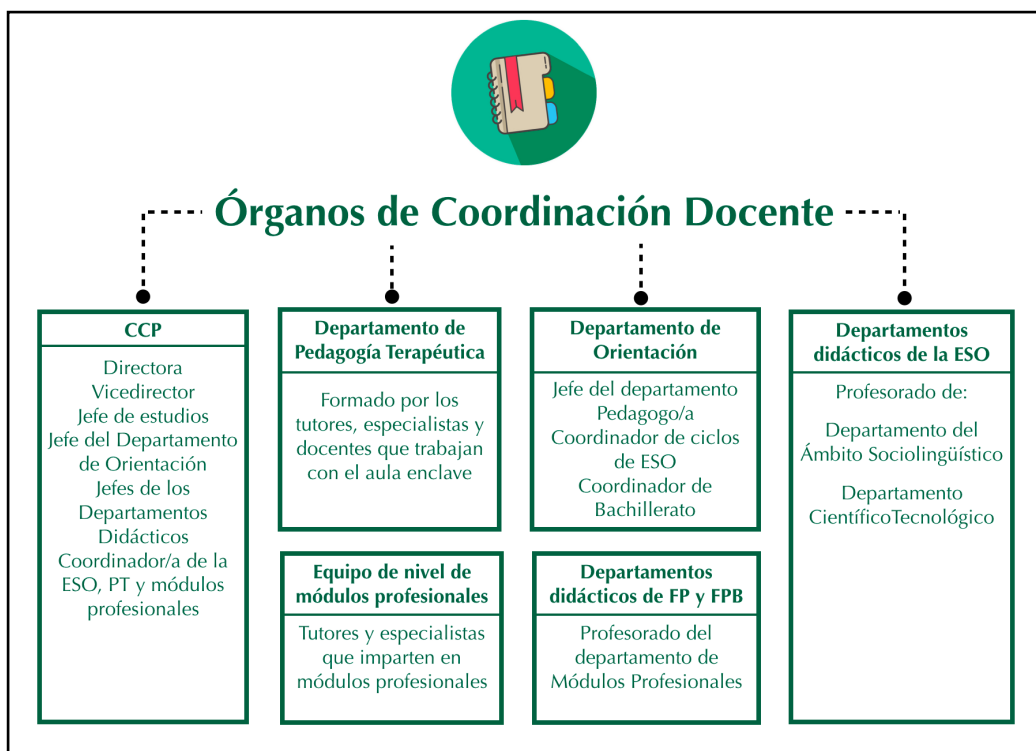 Órganos de Coordinación Docente
CCP
Directora
Vicedirector
Jefe de estudios
Jefe del Departamento
de Orientación
Jefes de los
Departamentos
Didácticos
Coordinador/a de la
ESO, PT y módulos
profesionales
Departamento de
Pedagogía Terapéutica
Formado por los
tutores, especialistas y
docentes que trabajan
con el aula enclave
Departamento de
Orientación
Jefe del departamento
Pedagogo/a
Coordinador de ciclos
de ESO
Coordinador de
Bachillerato
Departamentos
didácticos de la ESO
Profesorado de:
Departamento del
Ámbito Sociolingüístico
Departamento
CientíficoTecnológico
Equipo de nivel de
módulos profesionales
Tutores y especialistas
que imparten en
módulos profesionales
Departamentos
didácticos de FP y FPB
Profesorado del
departamento de
Módulos Profesionales